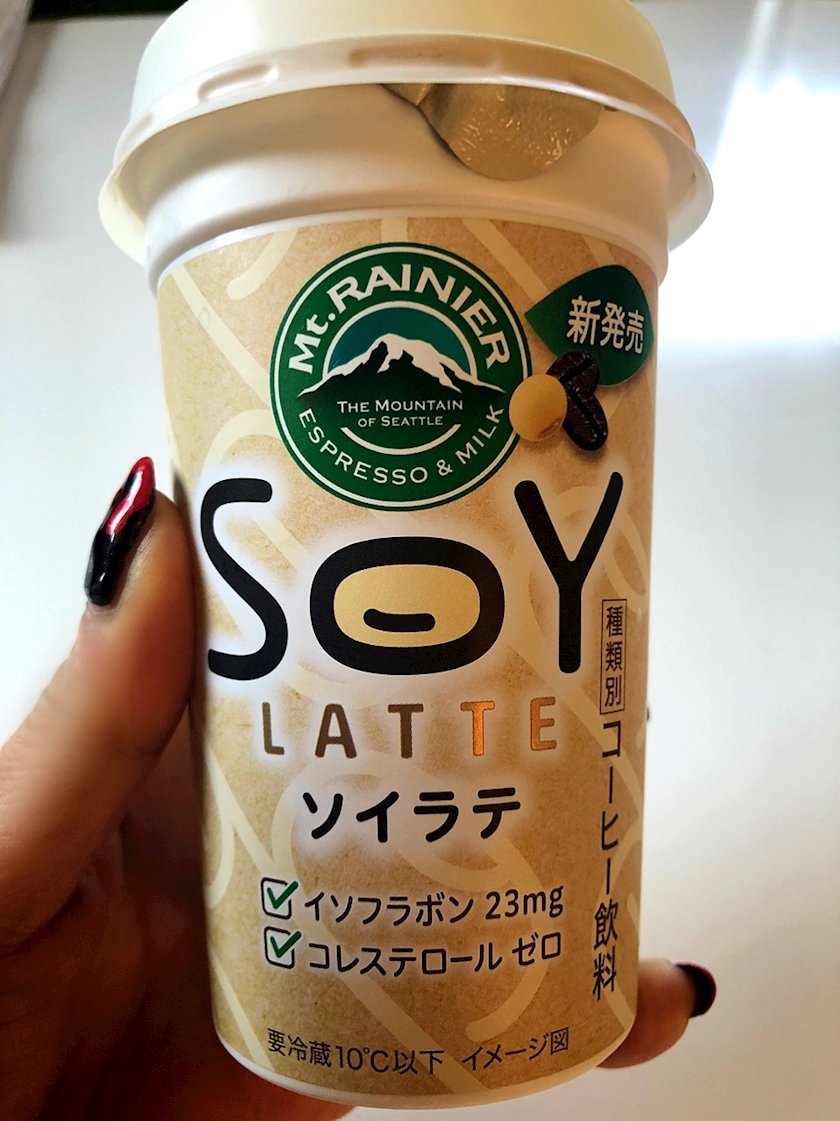 Mt. RAINIER
THE MOUNTAIN
OF SEATTLE
ESPRESSO & MILK
新発売
SOY
LATTE
ソイラテ
種類別 コーヒー飲料
イソフラボン 23mg
コレステロール ゼロ
要冷蔵10℃以下 イメージ図